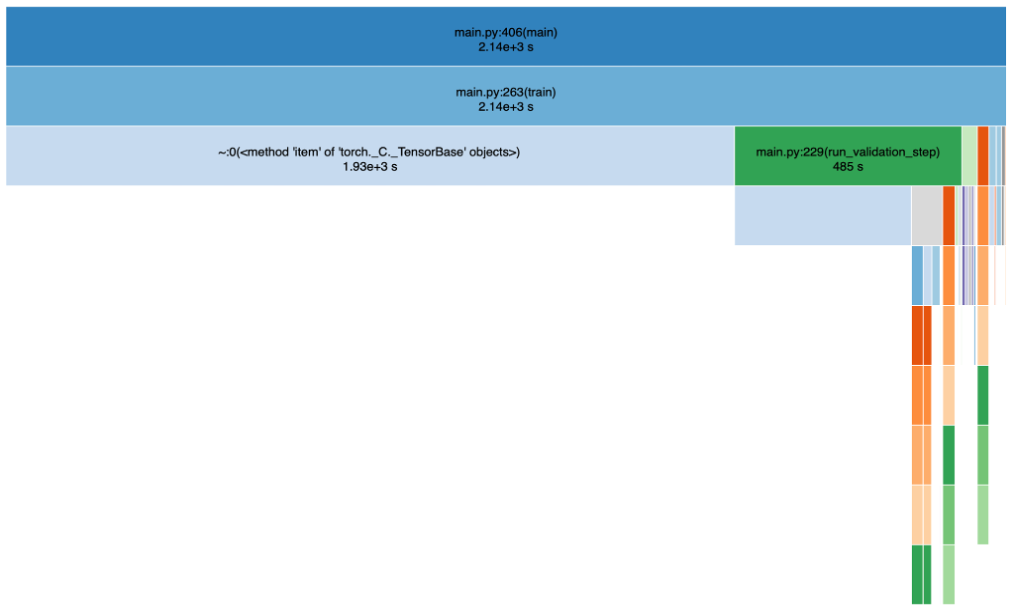 main.py:406(main)
2.14e+3 s
main.py:263(train)
2.14e+3 s
~:0(<method 'item' of 'torch._C._TensorBase' objects>)
1.93e+3 s
main.py:229(run_validation_step)
485 s